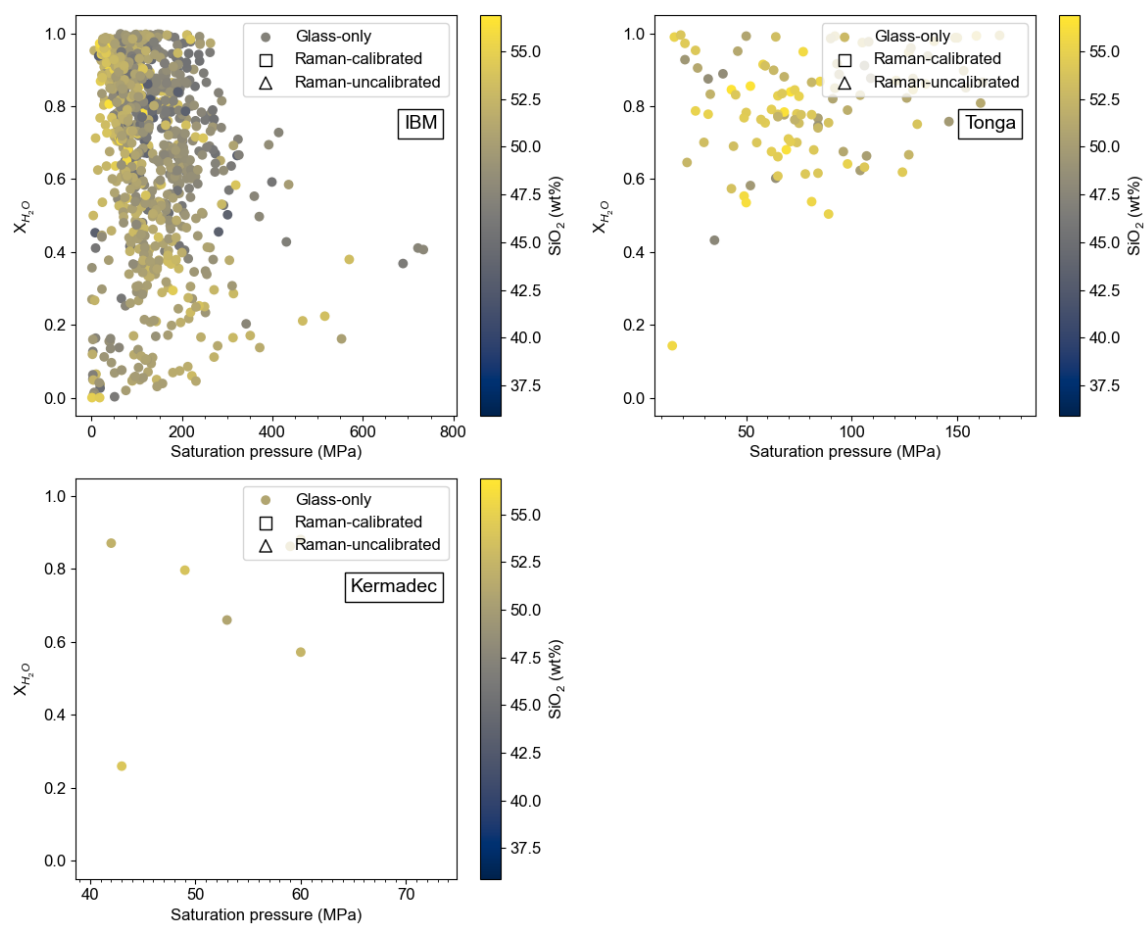 1.0
0.8
0.6
0.4
0.2
0.0
X_{H_2O}
0
200
400
600
800
Saturation pressure (MPa)
Glass-only
Raman-calibrated
Raman-uncalibrated
IBM
55.0
52.5
50.0
47.5
45.0
42.5
40.0
37.5
SiO₂ (wt%)
1.0
0.8
0.6
0.4
0.2
0.0
X_{H_2O}
50
100
150
Saturation pressure (MPa)
Glass-only
Raman-calibrated
Raman-uncalibrated
Tonga
55.0
52.5
50.0
47.5
45.0
42.5
40.0
37.5
SiO₂ (wt%)
1.0
0.8
0.6
0.4
0.2
0.0
X_{H_2O}
40
50
60
70
Saturation pressure (MPa)
Glass-only
Raman-calibrated
Raman-uncalibrated
Kermadec
55.0
52.5
50.0
47.5
45.0
42.5
40.0
37.5
SiO₂ (wt%)